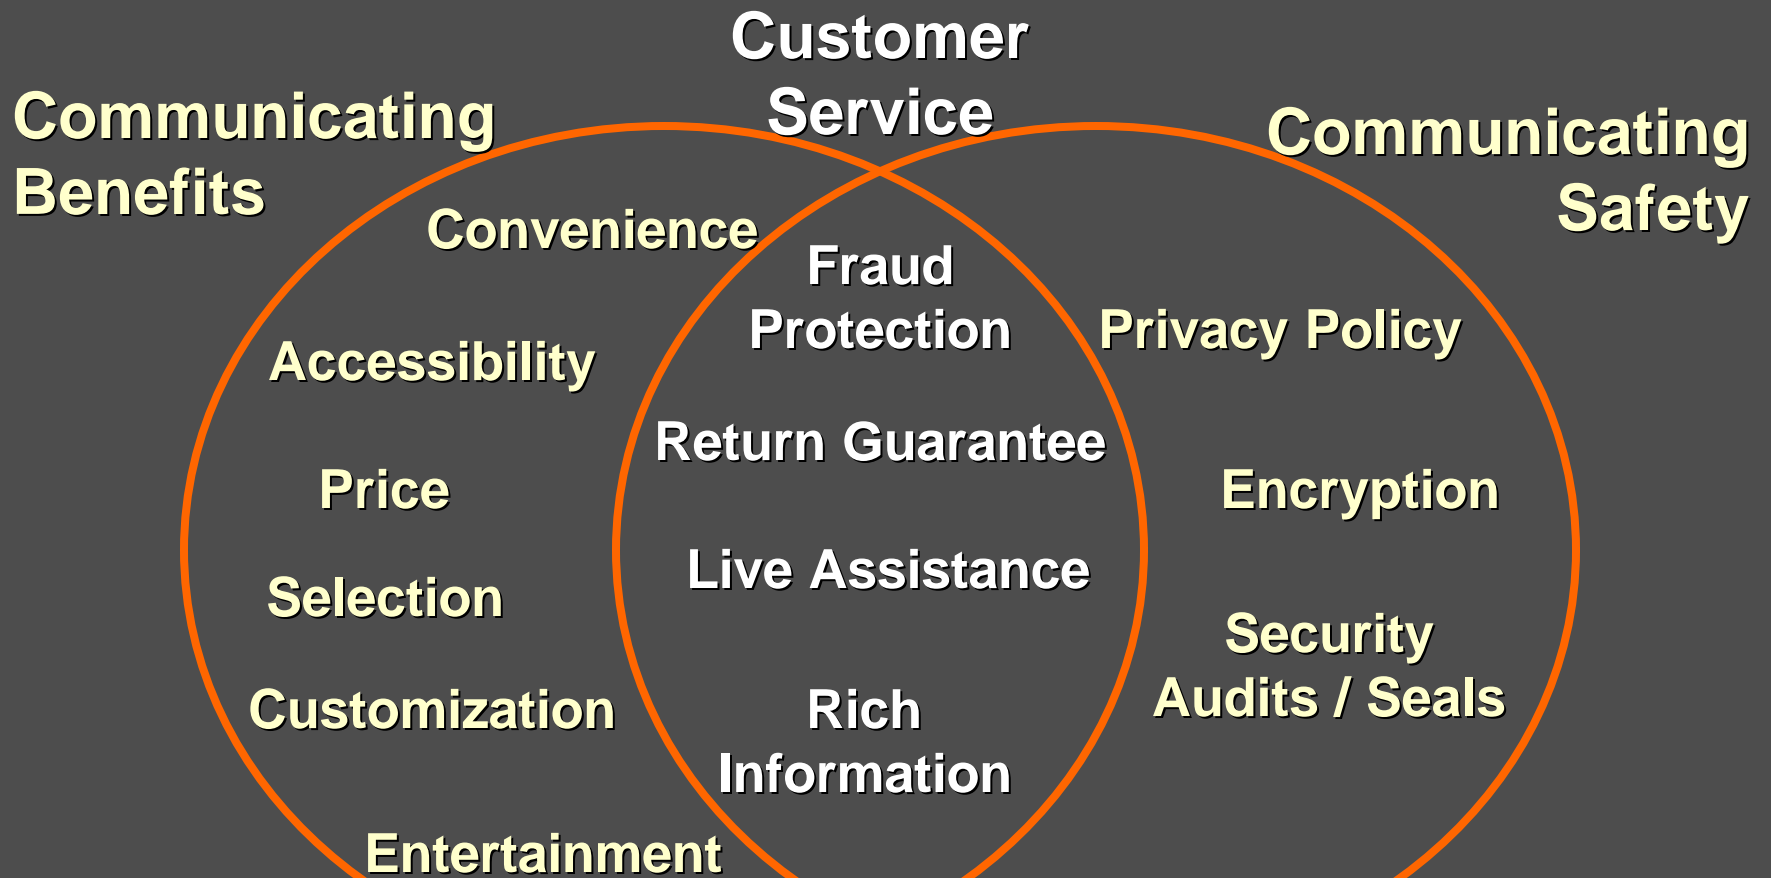 Customer
Service
Communicating
Benefits
Communicating
Safety
Convenience
Accessibility
Price
Selection
Customization
Entertainment
Fraud
Protection
Return Guarantee
Live Assistance
Rich
Information
Privacy Policy
Encryption
Security
Audits / Seals